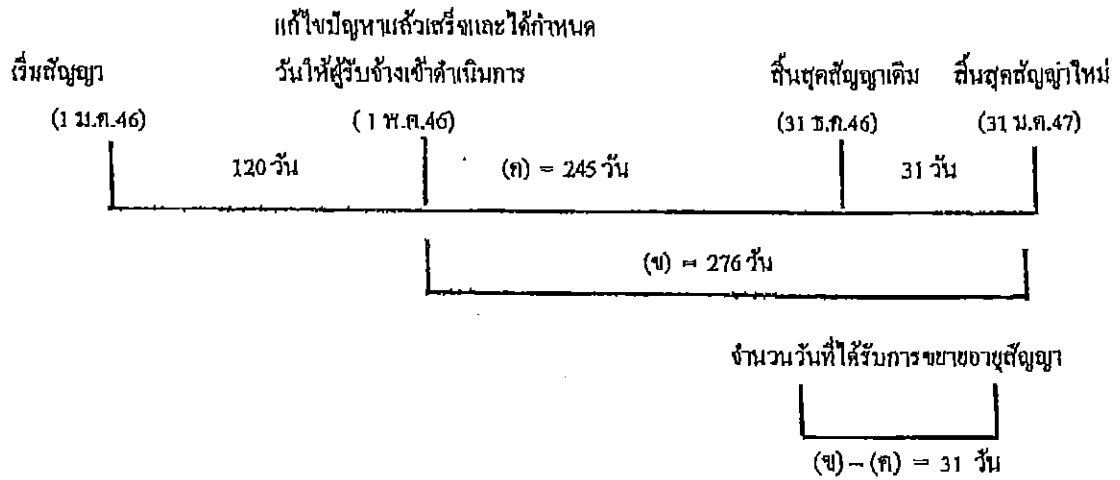 แก้ไขปัญหาแล้วเสร็จและได้กำหนด
เริ่มสัญญา วันให้ผู้รับจ้างเข้าดำเนินการ สิ้นสุดสัญญาเดิม สิ้นสุดสัญญาใหม่
(1 ม.ค.46) (1 พ.ค.46) (31 ธ.ค.46) (31 ม.ค.47)
120 วัน (ค) = 245 วัน 31 วัน
(ข) = 276 วัน
จำนวนวันที่ได้รับการขยายอายุสัญญา
(ข) – (ค) = 31 วัน